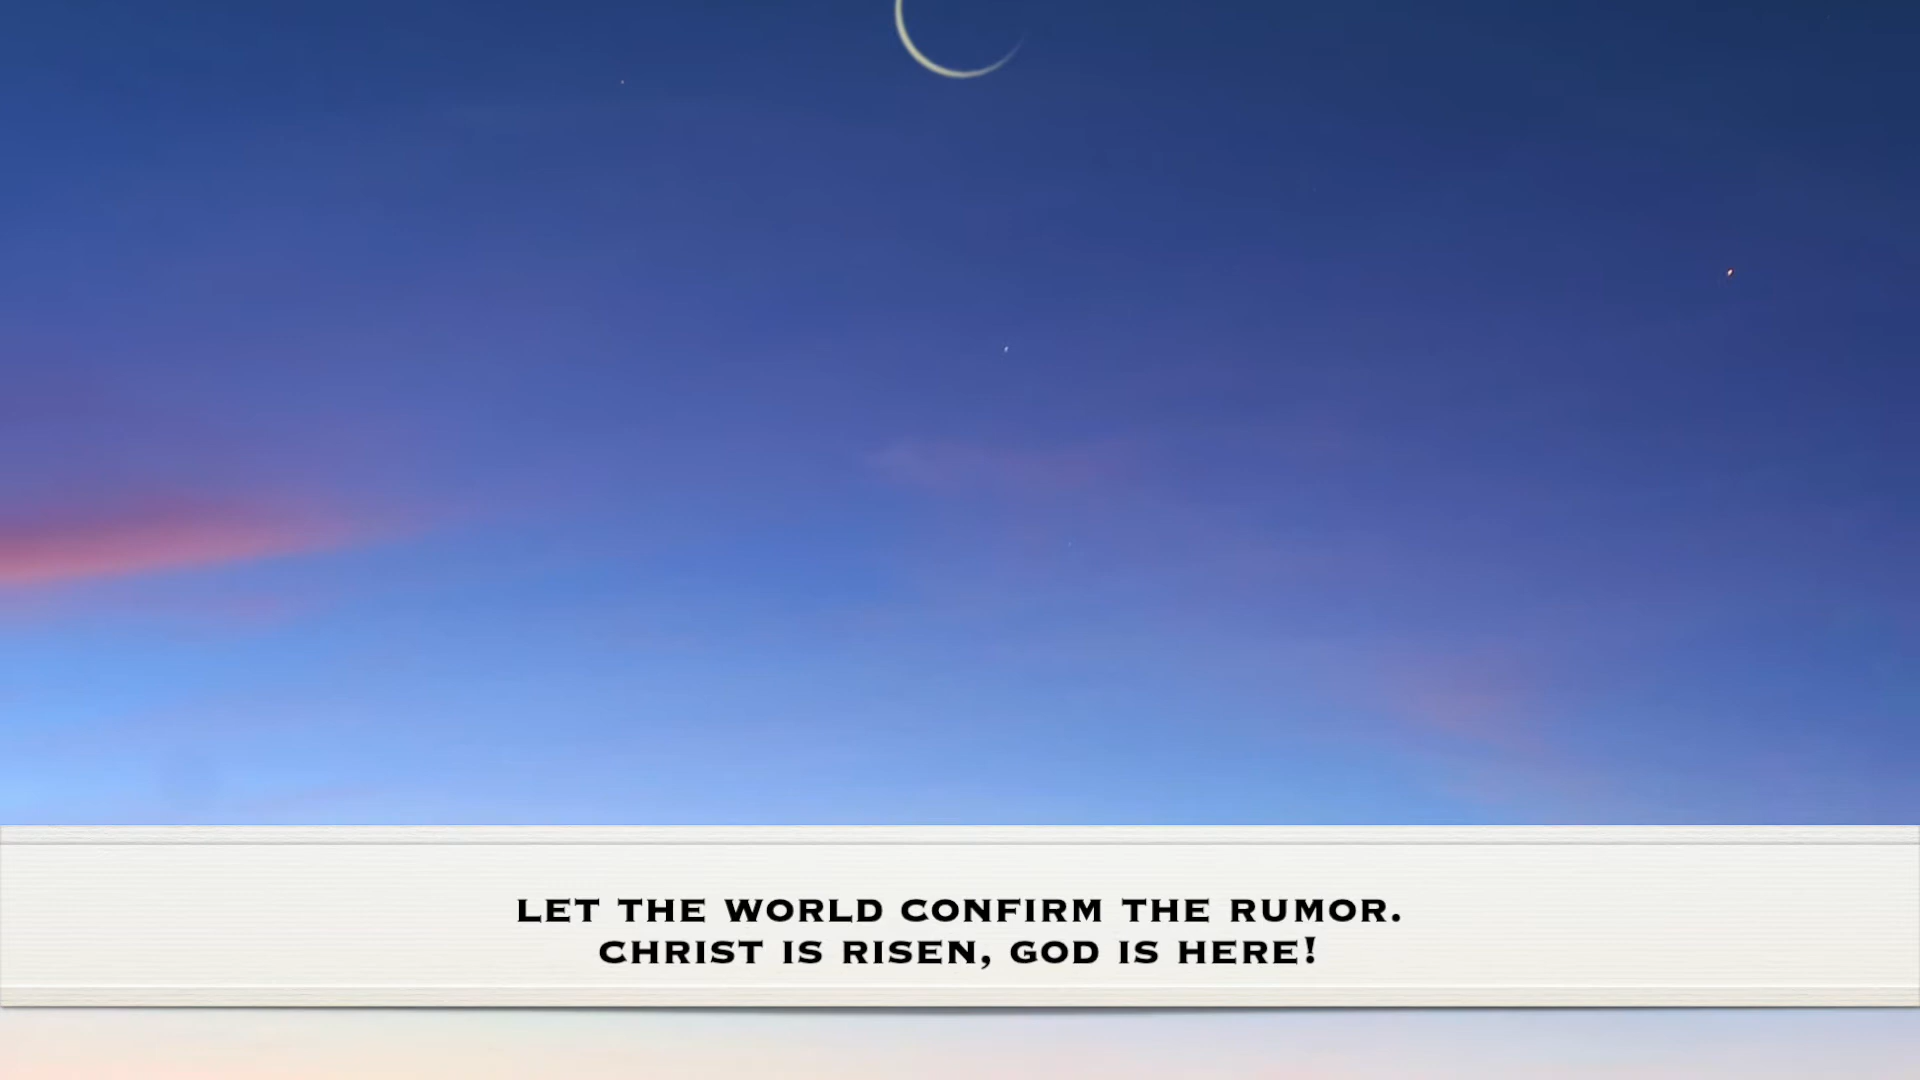 LET THE WORLD CONFIRM THE RUMOR.
CHRIST IS RISEN, GOD IS HERE!